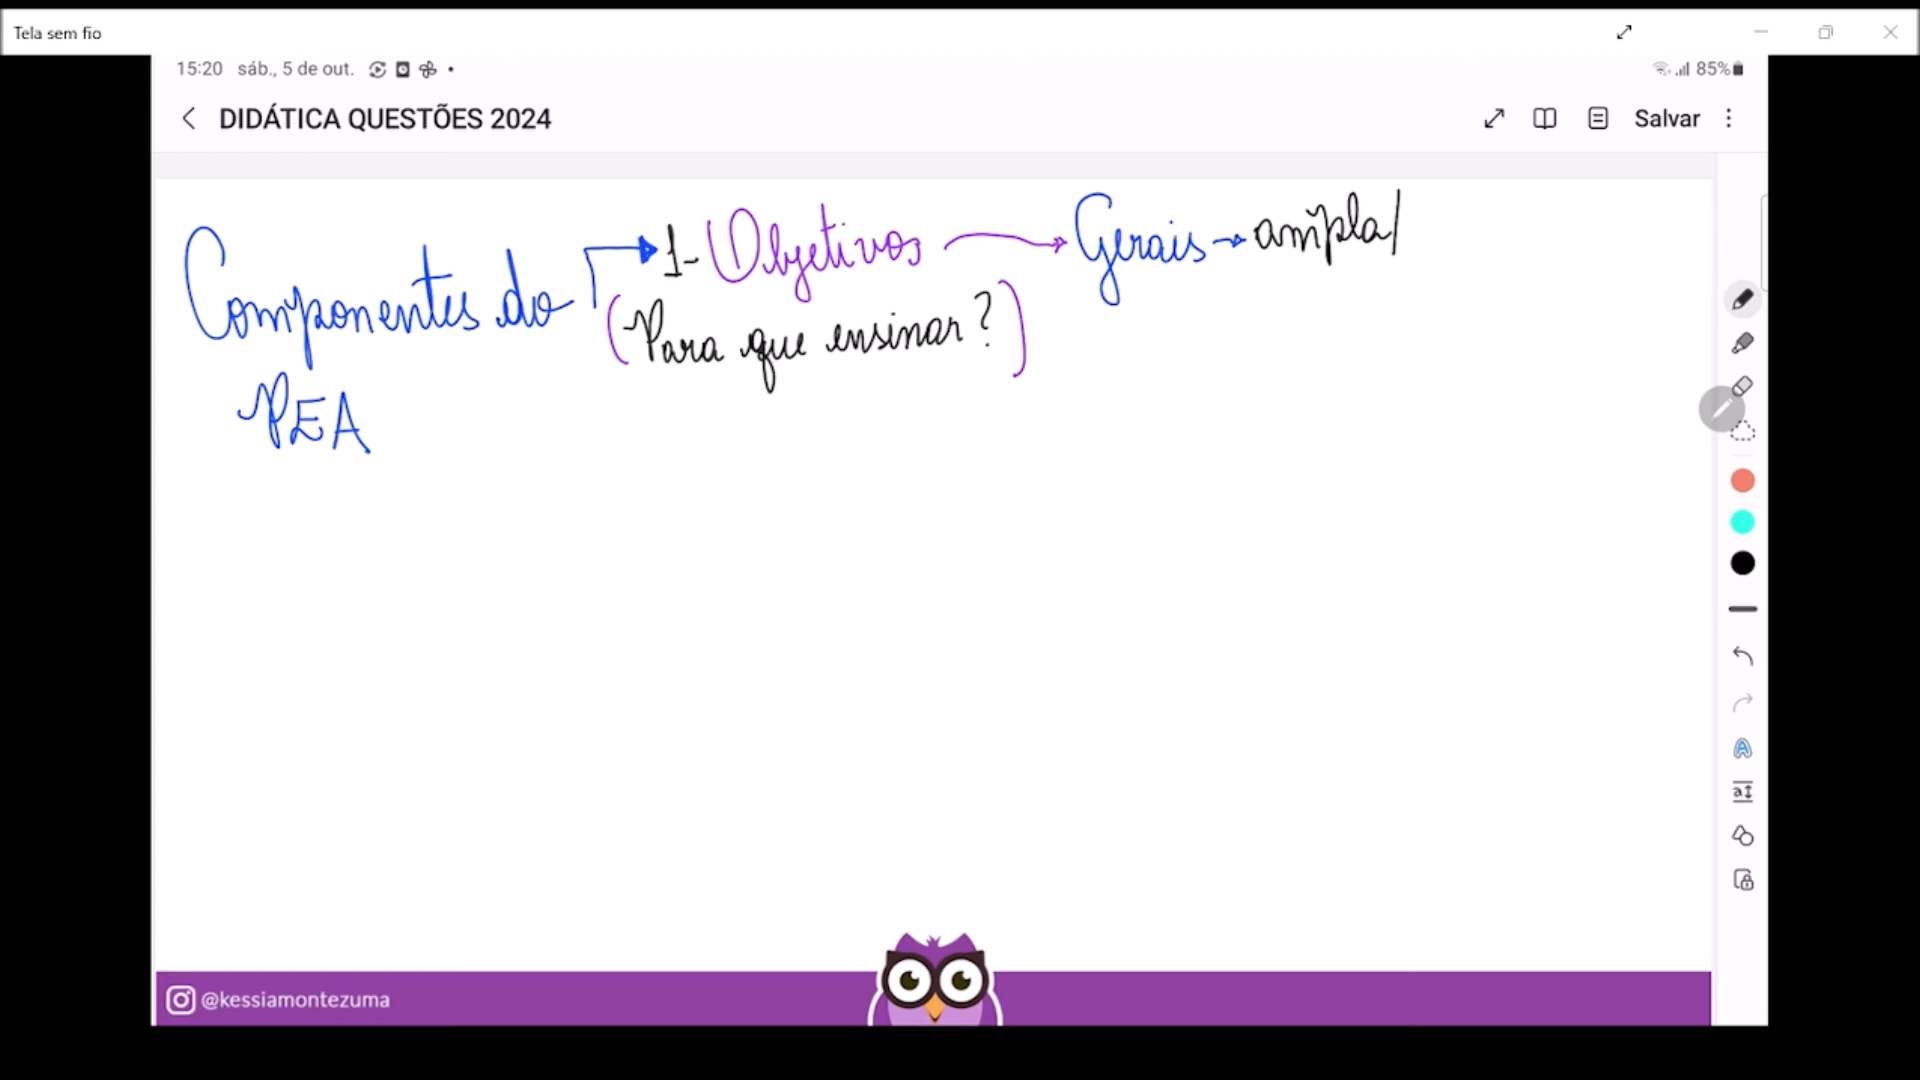 Tela sem fio
15:20 sáb., 5 de out. 85%
DIDÁTICA QUESTÕES 2024 Salvar
Componentes do 1- Objetivos Gerais ampla/
(Para que ensinar?)
PEA
@kessiamontezuma